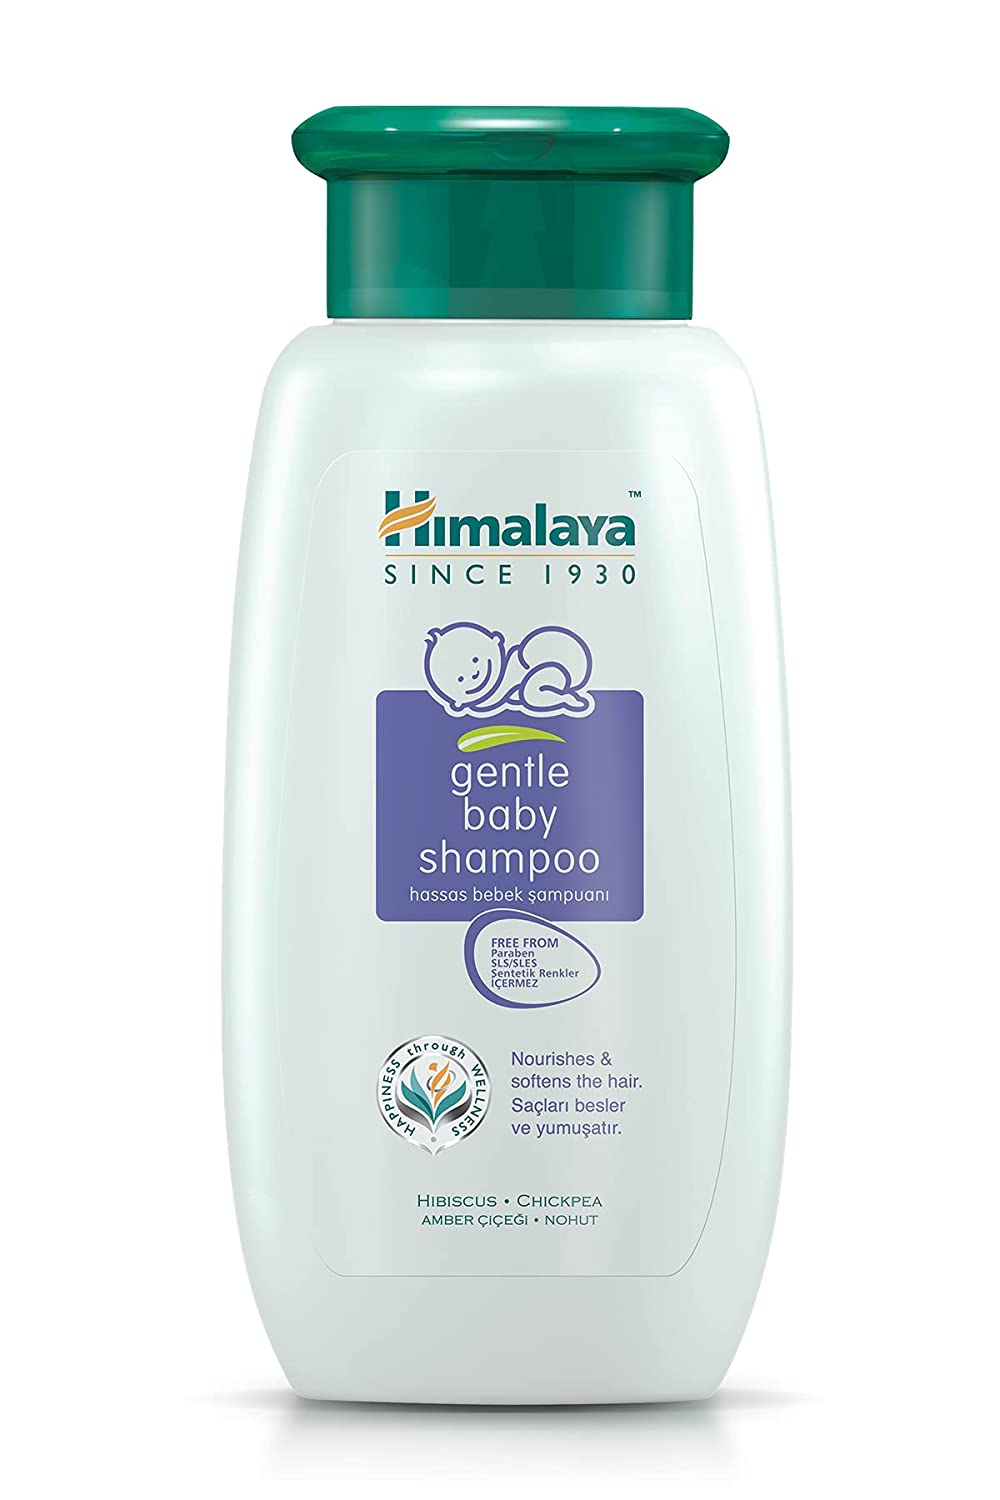 Himalaya™
SINCE 1930
gentle
baby
shampoo
hassas bebek şampuanı
FREE FROM
Paraben
SLS/SLES
Sentetik Renkler
İÇERMEZ
HAPPINESS through WELLNESS
Nourishes &
softens the hair.
Saçları besler
ve yumuşatır.
HIBISCUS • CHICKPEA
AMBER ÇIÇEĞI • NOHUT